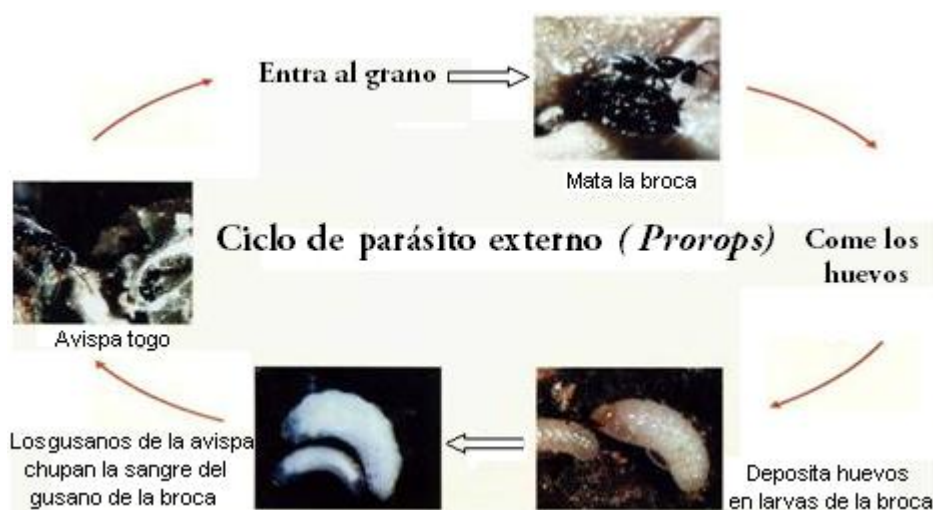 Entra al grano
Mata la broca
Ciclo de parásito externo ( Prorops)
Come los
huevos
Avispa togo
Losgusanos de la avispa
chupan la sangre del
gusano de la broca
Deposita huevos
en larvas de la broca